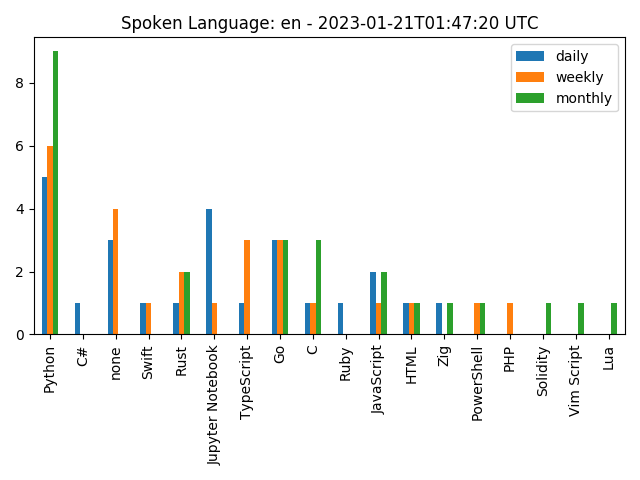 Spoken Language: en - 2023-01-21T01:47:20 UTC
daily
weekly
monthly
8
6
4
2
0
Python
C#
none
Swift
Rust
Jupyter Notebook
TypeScript
Go
C
Ruby
JavaScript
HTML
Zig
PowerShell
PHP
Solidity
Vim Script
Lua